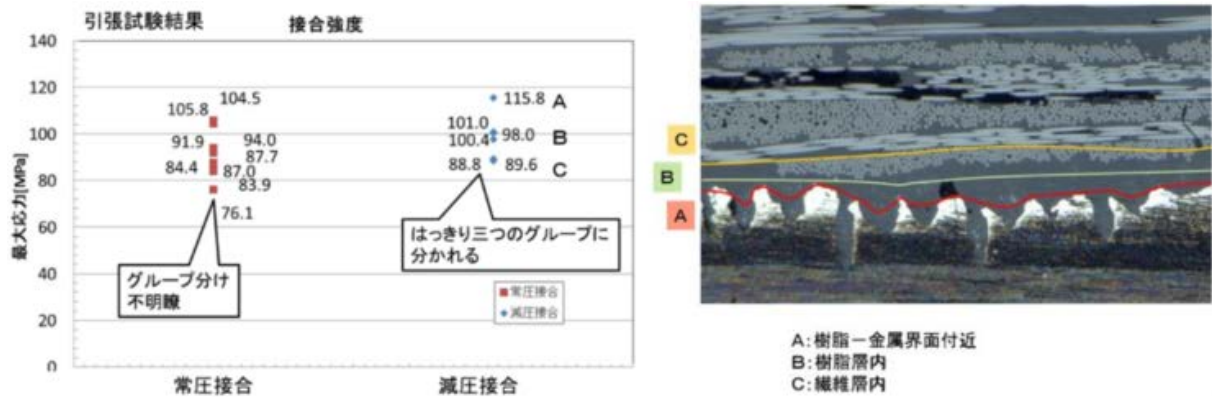 引張試験結果
接合強度
最大応力[MPa]
140
120
100
80
60
40
20
0
105.8
104.5
91.9
94.0
87.7
84.4
87.0
83.9
76.1
グループ分け
不明瞭
115.8
A
101.0
98.0
B
100.4
88.8
89.6
C
はっきり三つのグループに
分かれる
常圧接合
減圧接合
常圧接合
減圧接合
C
B
A
A:樹脂ー金属界面付近
B:樹脂層内
C:繊維層内